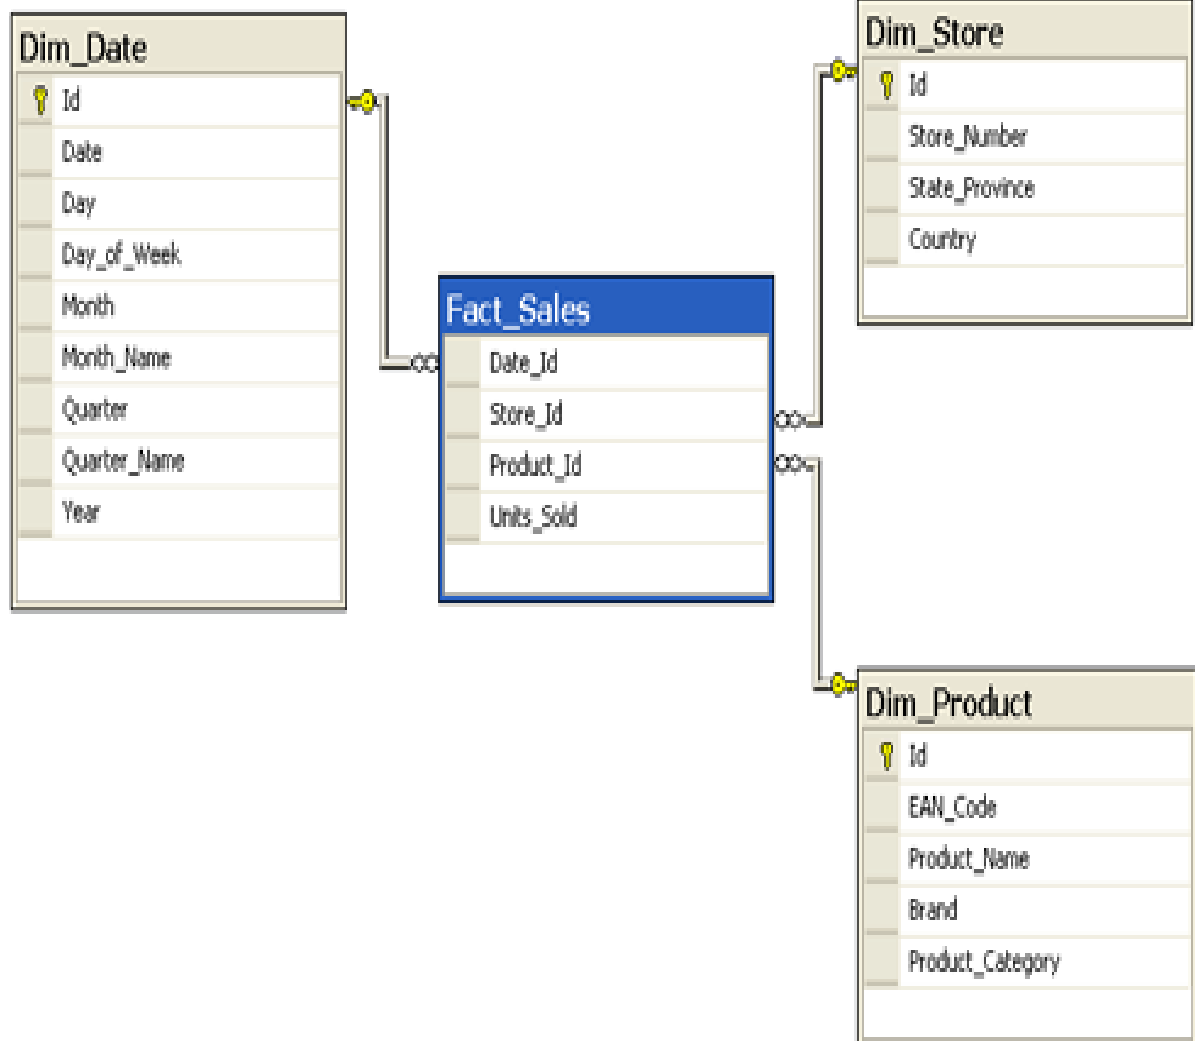 Dim_Date
Id
Date
Day
Day_of_Week
Month
Month_Name
Quarter
Quarter_Name
Year
Fact_Sales
Date_Id
Store_Id
Product_Id
Units_Sold
Dim_Store
Id
Store_Number
State_Province
Country
Dim_Product
Id
EAN_Code
Product_Name
Brand
Product_Category